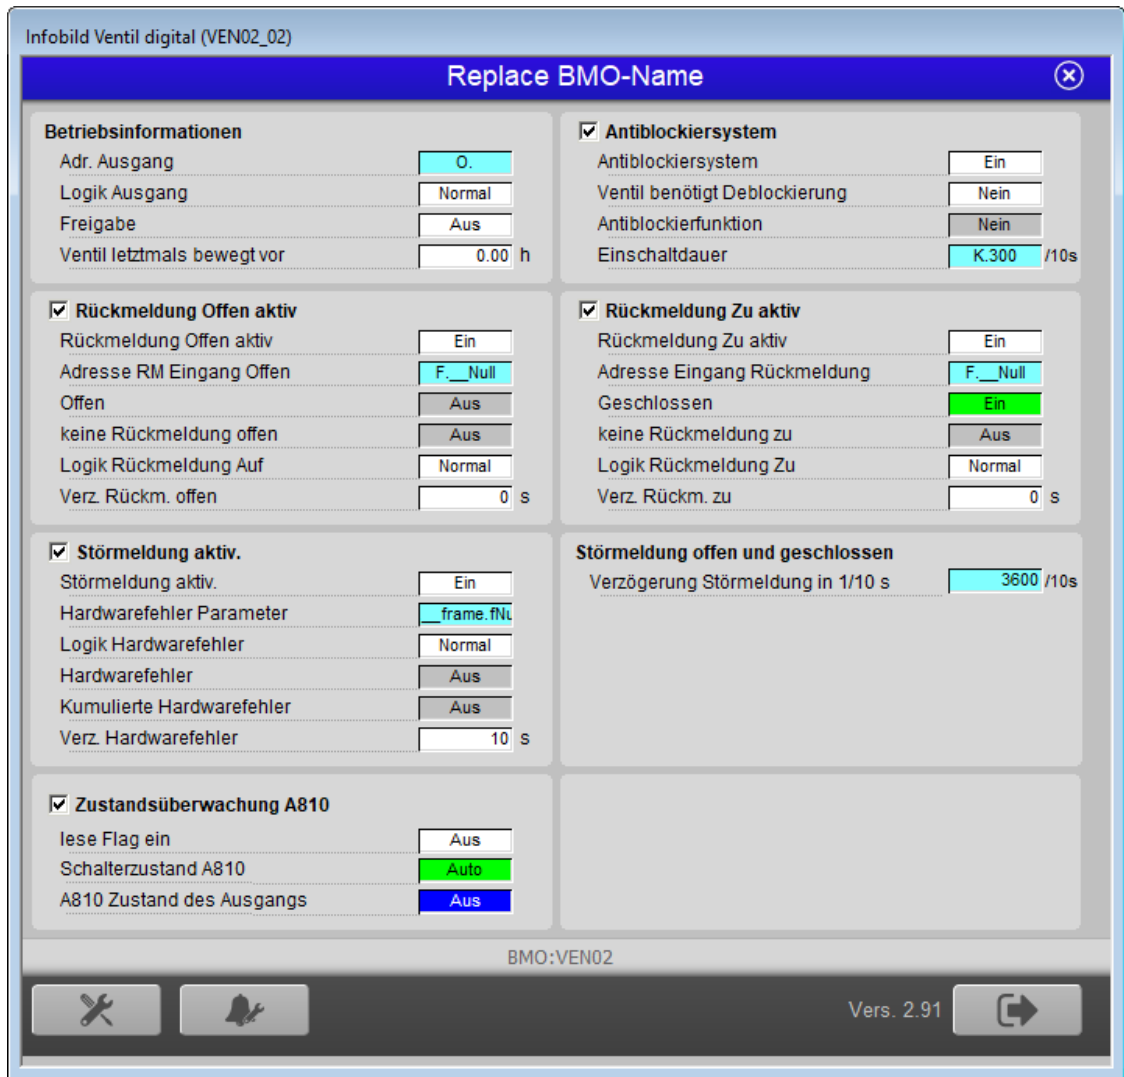 Infobild Ventil digital (VEN02_02)
Replace BMO-Name
Betriebsinformationen
Adr. Ausgang O.
Logik Ausgang Normal
Freigabe Aus
Ventil letztmals bewegt vor 0.00 h
Antiblockiersystem
Antiblockiersystem Ein
Ventil benötigt Deblockierung Nein
Antiblockierfunktion Nein
Einschaltdauer K.300 /10s
Rückmeldung Offen aktiv
Rückmeldung Offen aktiv Ein
Adresse RM Eingang Offen F.__Null
Offen Aus
keine Rückmeldung offen Aus
Logik Rückmeldung Auf Normal
Verz. Rückm. offen 0 s
Rückmeldung Zu aktiv
Rückmeldung Zu aktiv Ein
Adresse Eingang Rückmeldung F.__Null
Geschlossen Ein
keine Rückmeldung zu Aus
Logik Rückmeldung Zu Normal
Verz. Rückm. zu 0 s
Störmeldung aktiv.
Störmeldung aktiv. Ein
Hardwarefehler Parameter __frame.fNu
Logik Hardwarefehler Normal
Hardwarefehler Aus
Kumulierte Hardwarefehler Aus
Verz. Hardwarefehler 10 s
Störmeldung offen und geschlossen
Verzögerung Störmeldung in 1/10 s 3600 /10s
Zustandsüberwachung A810
lese Flag ein Aus
Schalterzustand A810 Auto
A810 Zustand des Ausgangs Aus
BMO:VEN02
Vers. 2.91